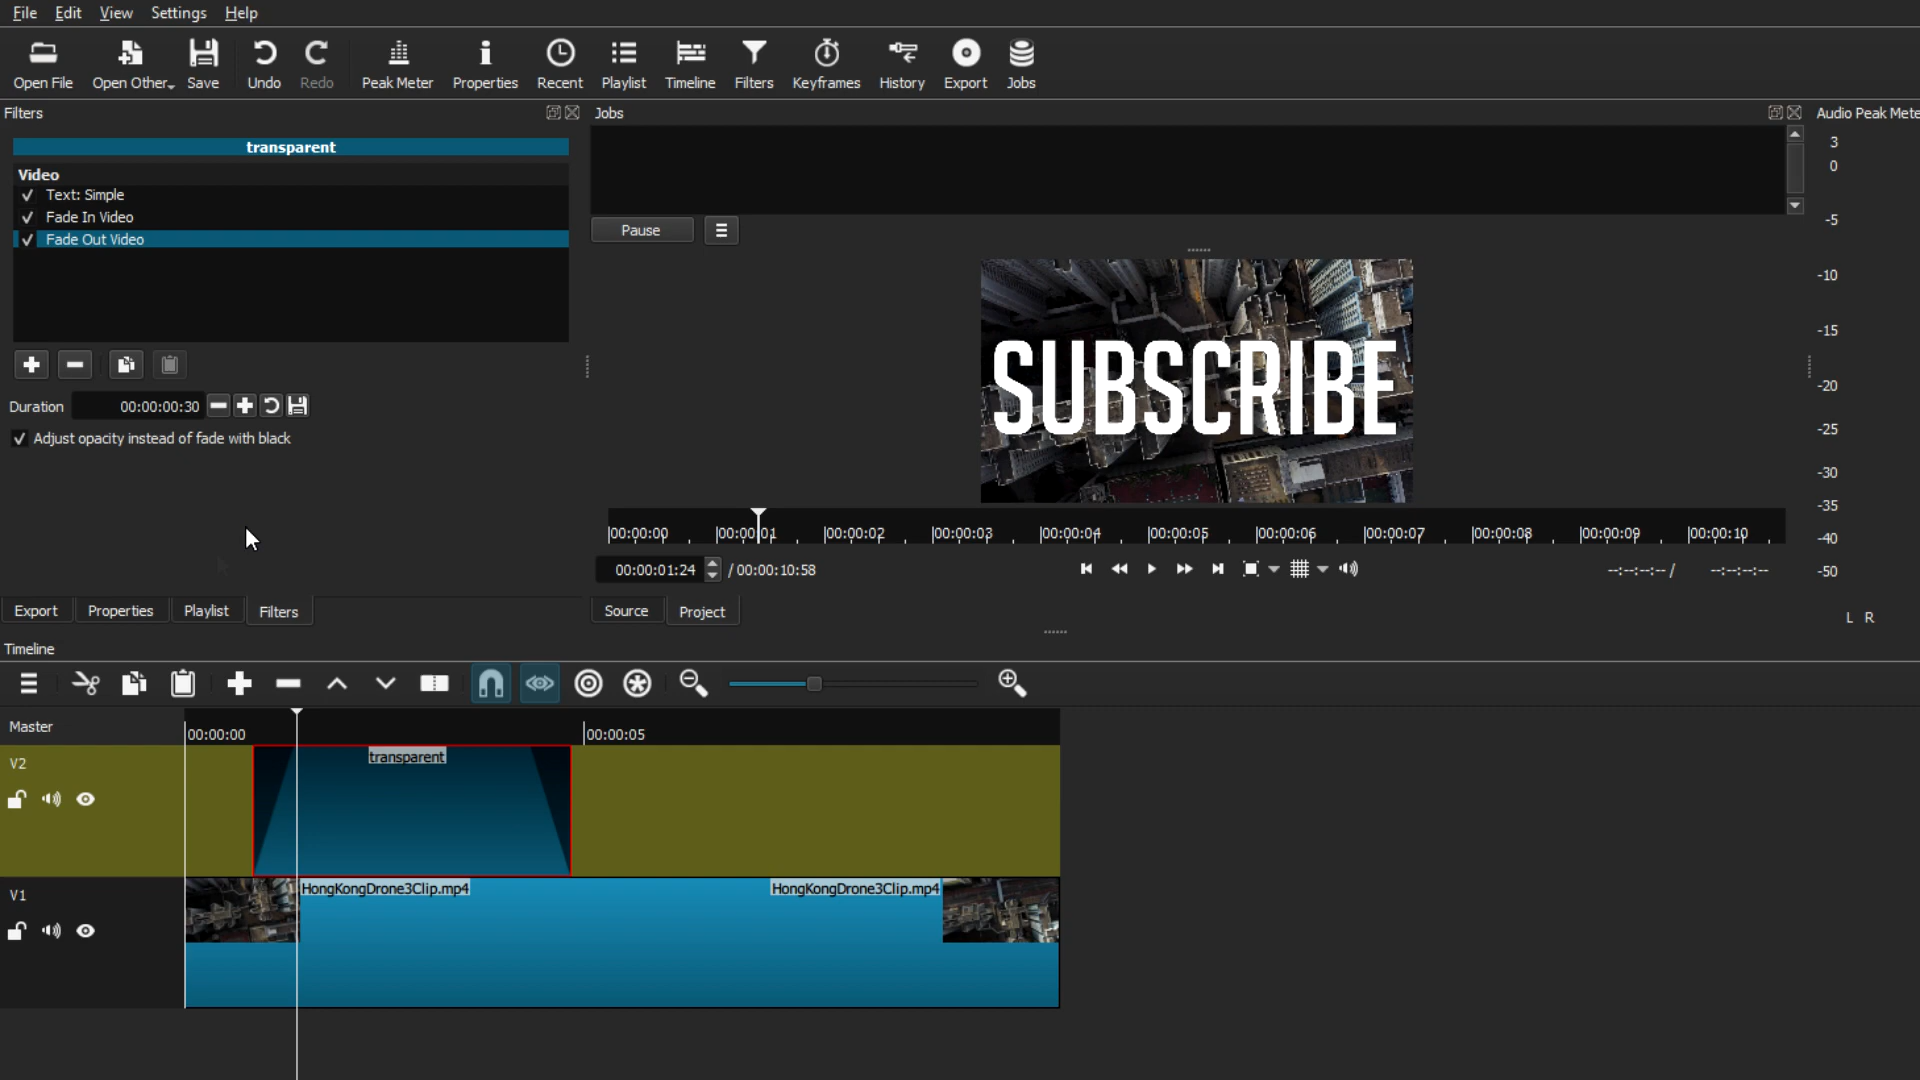 File Edit View Settings Help
Open File Open Other Save Undo Redo Peak Meter Properties Recent Playlist Timeline Filters Keyframes History Export Jobs
Filters
transparent
Video
Text: Simple
Fade In Video
Fade Out Video
Duration 00:00:00:30
Adjust opacity instead of fade with black
Export Properties Playlist Filters
Jobs
Pause
SUBSCRIBE
00:00:00 00:00:01 00:00:02 00:00:03 00:00:04 00:00:05 00:00:06 00:00:07 00:00:08 00:00:09 00:00:10
00:00:01:24 / 00:00:10:58 --:--:--:-- / --:--:--:--
Source Project
Audio Peak Mete
3
0
-5
-10
-15
-20
-25
-30
-35
-40
-50
L R
Timeline
Master 00:00:00 00:00:05
V2 transparent
V1 HongKongDrone3Clip.mp4 HongKongDrone3Clip.mp4